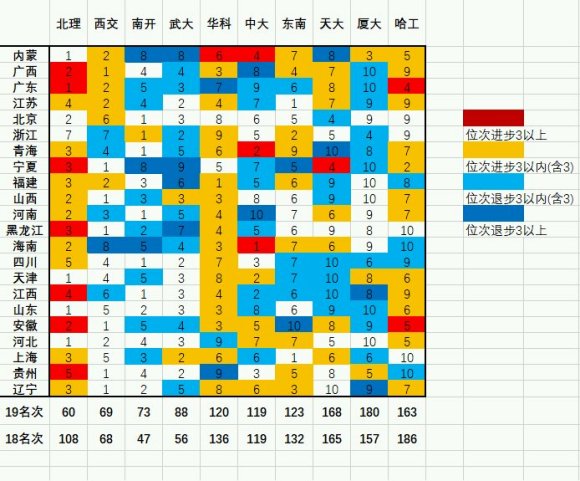 北理 西交 南开 武大 华科 中大 东南 天大 厦大 哈工
内蒙 1 2 8 8 6 4 7 8 3 5
广西 2 1 4 4 3 8 4 7 10 9
广东 1 2 5 3 7 9 6 8 10 4
江苏 4 2 4 2 4 7 1 7 9 9
北京 2 6 1 3 8 6 5 4 9 9
位次进步3以上
浙江 7 7 1 2 9 5 2 5 4 9
青海 3 4 1 5 6 2 9 10 8 7
位次进步3以内(含3)
宁夏 3 1 8 9 5 7 5 4 10 2
福建 3 2 3 6 1 5 6 9 10 8
位次退步3以内(含3)
山西 2 1 3 3 3 8 6 9 10 7
河南 2 3 1 5 4 10 7 6 9 7
位次退步3以上
黑龙江 3 1 2 7 4 5 6 9 8 10
海南 2 8 5 4 3 1 7 6 9 10
四川 5 4 1 2 7 3 7 10 6 9
天津 1 4 5 3 8 2 7 10 8 6
江西 4 6 1 3 4 2 6 10 8 9
山东 1 5 2 3 3 8 6 9 10 6
安徽 2 1 5 4 3 5 10 8 9 5
河北 1 2 4 3 9 7 7 5 10 5
上海 3 5 3 2 6 6 1 6 6 10
贵州 1 4 2 9 3 5 8 5 10
辽宁 3 1 2 5 8 6 3 10 9 7
19名次 60 69 73 88 120 119 123 168 180 163
18名次 108 68 47 56 136 119 132 165 157 186